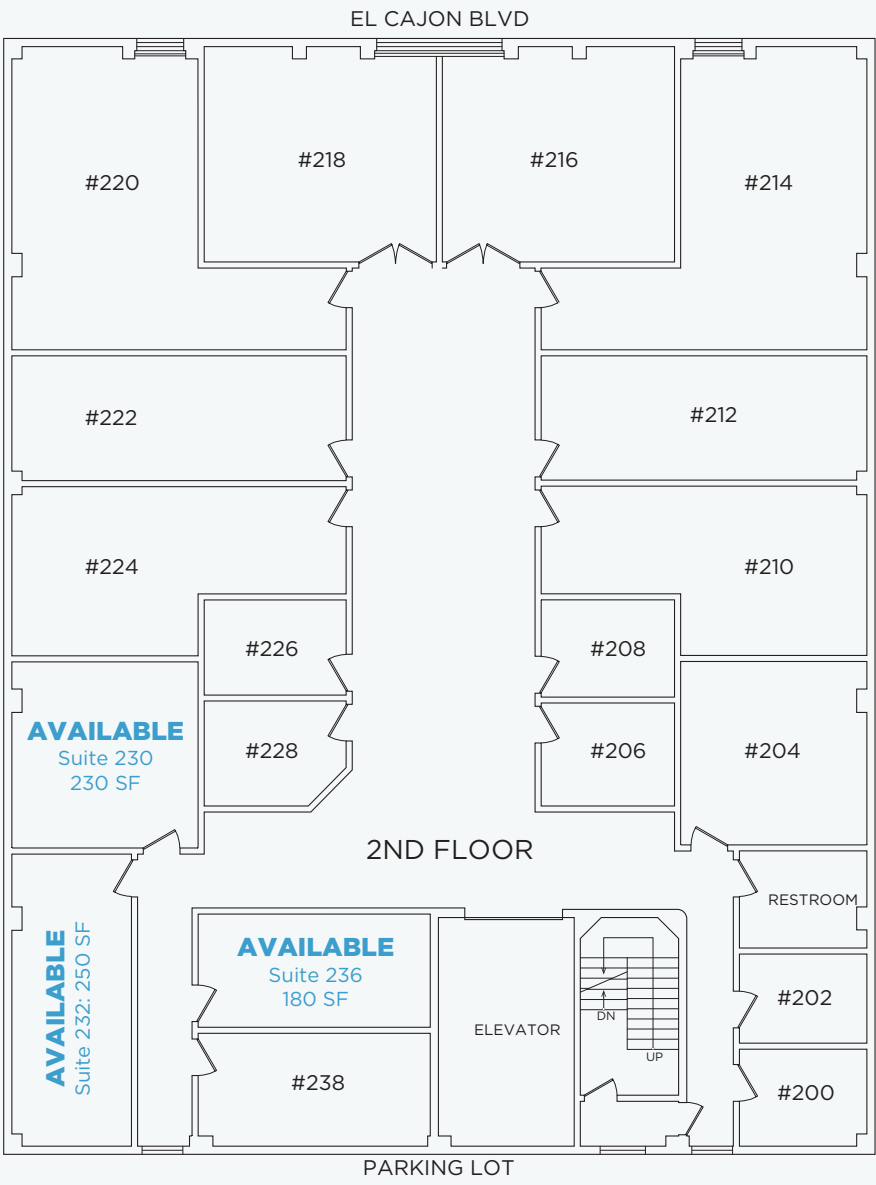 EL CAJON BLVD
#220
#218
#216
#214
#222
#212
#224
#210
#226
#208
AVAILABLE
Suite 230
230 SF
#228
#206
#204
2ND FLOOR
RESTROOM
AVAILABLE
Suite 232: 250 SF
AVAILABLE
Suite 236
180 SF
#202
DN
ELEVATOR
UP
#238
#200
PARKING LOT